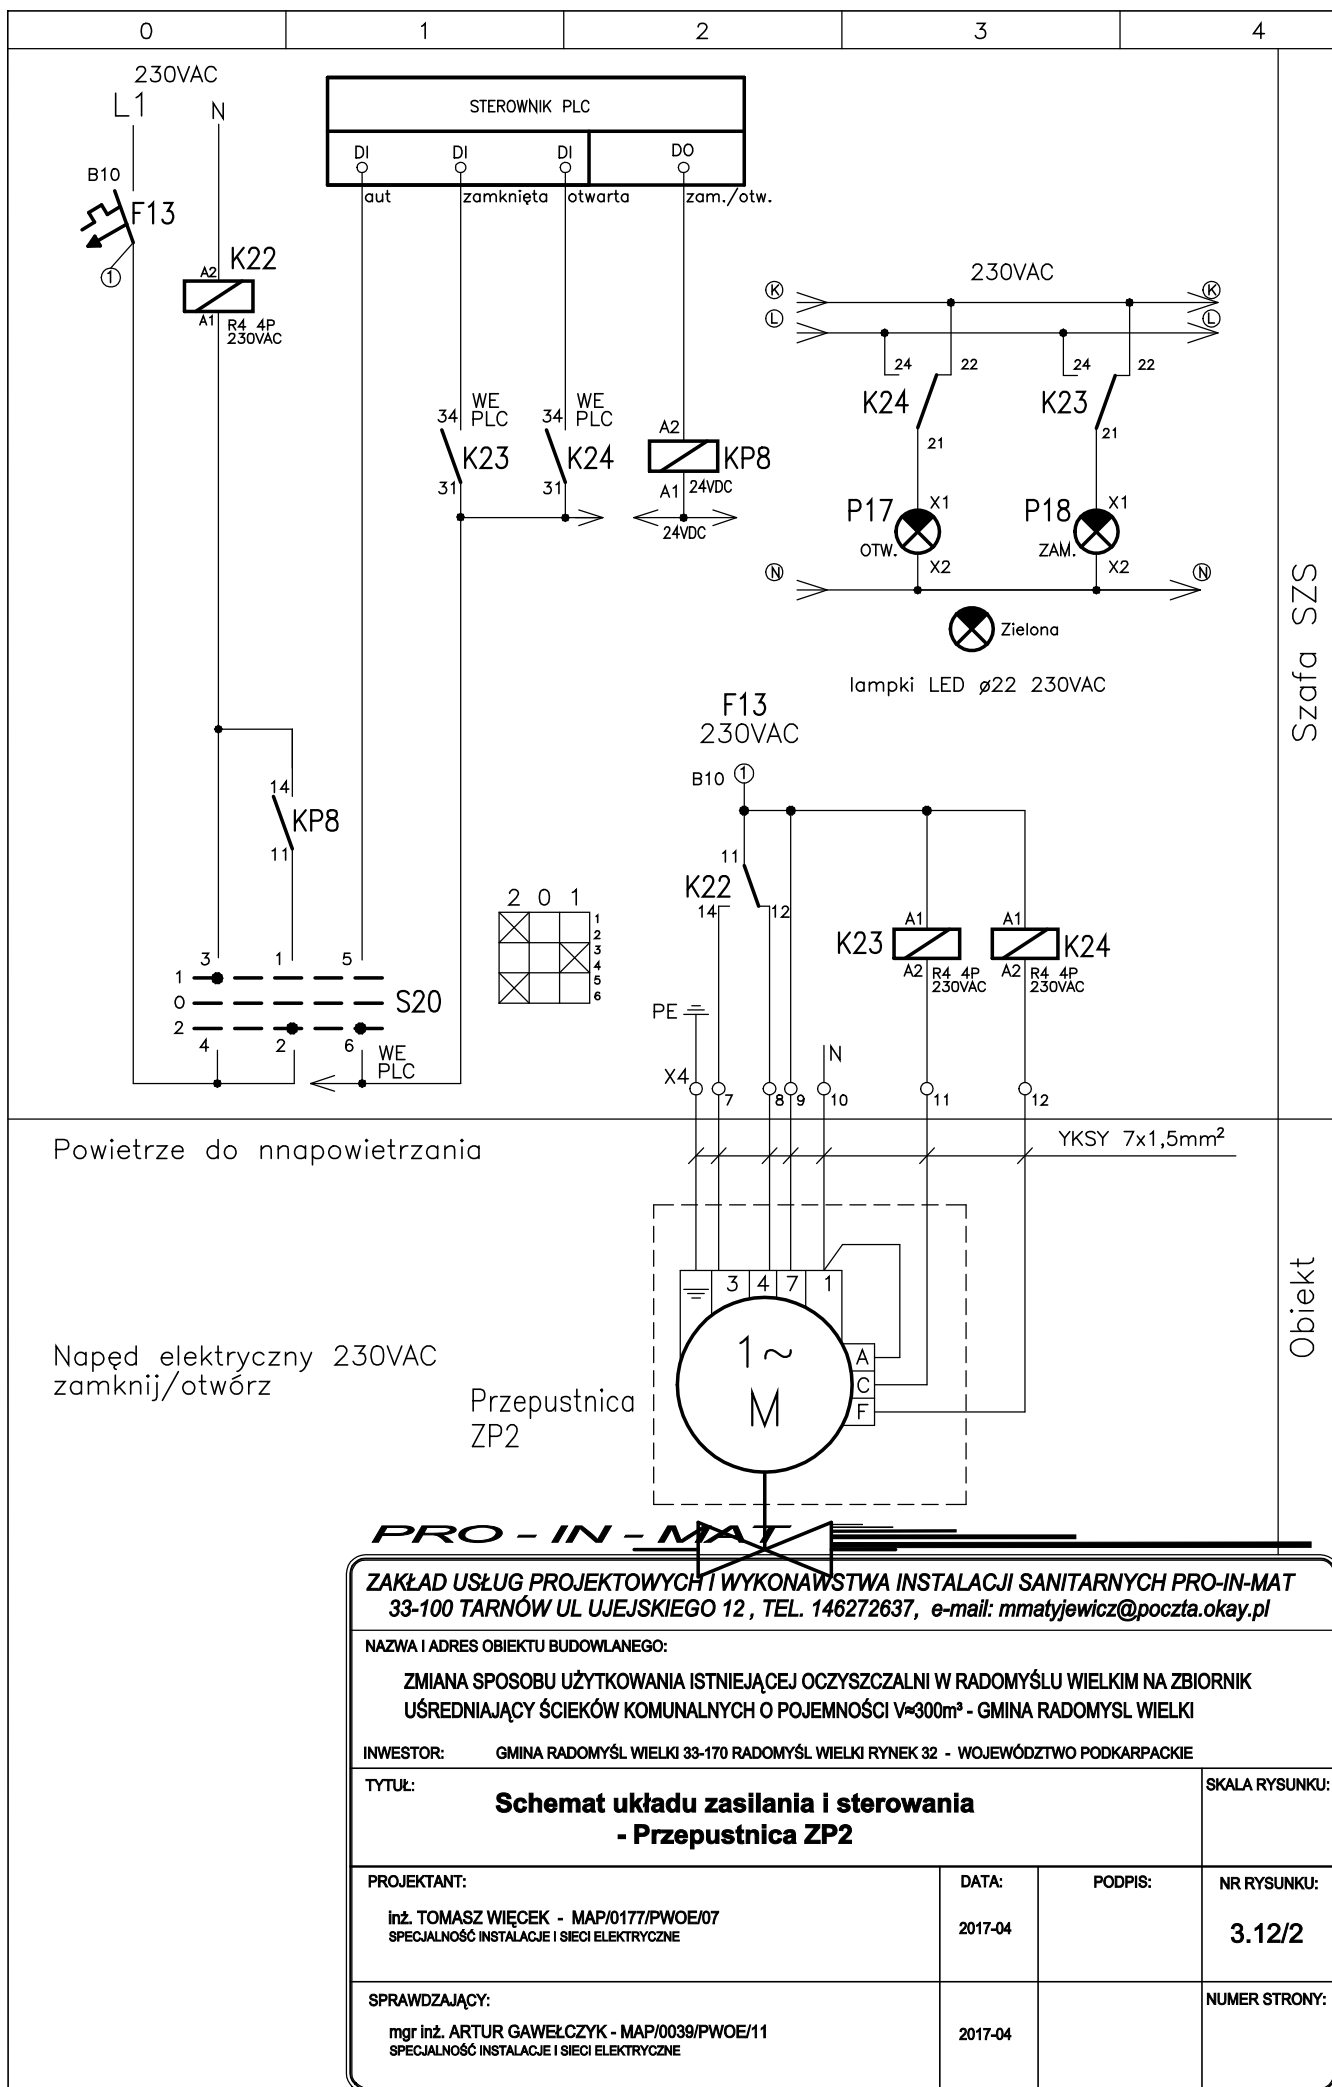 0 1 2 3 4
230VAC
L1 N
B10
F13
1
K22
A2
A1
R4 4P
230VAC
STEROWNIK PLC
DI DI DI DO
aut zamknięta otwarta zam./otw.
34 WE
PLC
K23
31
34 WE
PLC
K24
31
A2
KP8
A1 24VDC
24VDC
230VAC
K K
L L
24 22
K24
21
24 22
K23
21
P17 X1
OTW.
X2
P18 X1
ZAM.
X2
N N
Zielona
lampki LED ø22 230VAC
Szafa SZS
14
KP8
11
3 1 5
1
0 S20
2
4 2 6
WE
PLC
2 0 1
1
2
3
4
5
6
F13
230VAC
B10 1
11
K22
14 12
K23
A1
A2 R4 4P
230VAC
A1
K24
A2 R4 4P
230VAC
PE
N
X4
7 8 9 10 11 12
Powietrze do nnapowietrzania
YKSY 7x1,5mm²
3 4 7 1
1~
M
A
C
F
Napęd elektryczny 230VAC
zamknij/otwórz
Przepustnica
ZP2
Obiekt
PRO - IN - MAT
ZAKŁAD USŁUG PROJEKTOWYCH I WYKONAWSTWA INSTALACJI SANITARNYCH PRO-IN-MAT
33-100 TARNÓW UL UJEJSKIEGO 12 , TEL. 146272637, e-mail: mmatyjewicz@poczta.okay.pl
NAZWA I ADRES OBIEKTU BUDOWLANEGO:
ZMIANA SPOSOBU UŻYTKOWANIA ISTNIEJĄCEJ OCZYSZCZALNI W RADOMYŚLU WIELKIM NA ZBIORNIK
UŚREDNIAJĄCY ŚCIEKÓW KOMUNALNYCH O POJEMNOŚCI V≈300m³ - GMINA RADOMYSL WIELKI
INWESTOR: GMINA RADOMYŚL WIELKI 33-170 RADOMYŚL WIELKI RYNEK 32 - WOJEWÓDZTWO PODKARPACKIE
TYTUŁ:
Schemat układu zasilania i sterowania
- Przepustnica ZP2
SKALA RYSUNKU:
PROJEKTANT:
inż. TOMASZ WIĘCEK - MAP/0177/PWOE/07
SPECJALNOŚĆ INSTALACJE I SIECI ELEKTRYCZNE
DATA:
2017-04
PODPIS:
NR RYSUNKU:
3.12/2
SPRAWDZAJĄCY:
mgr inż. ARTUR GAWEŁCZYK - MAP/0039/PWOE/11
SPECJALNOŚĆ INSTALACJE I SIECI ELEKTRYCZNE
2017-04
NUMER STRONY: